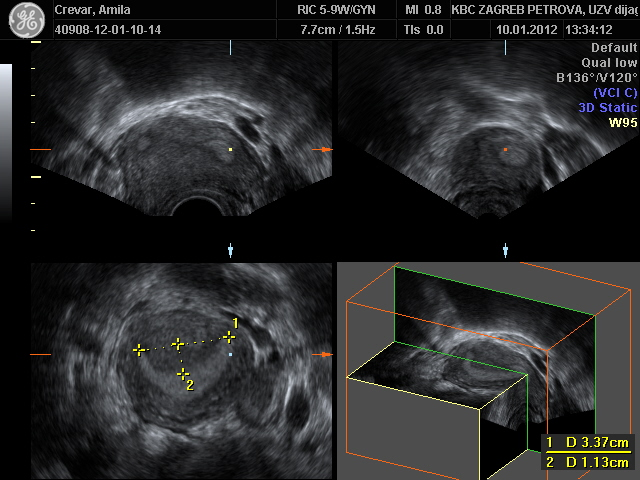 Crevar, Amila RIC 5-9W/GYN MI 0.8 KBC ZAGREB PETROVA, UZV dijag
40908-12-01-10-14 7.7cm / 1.5Hz TIs 0.0 10.01.2012 13:34:12
Default
Qual low
B136°/V120°
(VCI C)
3D Static
W95
1
2
1 D 3.37cm
2 D 1.13cm